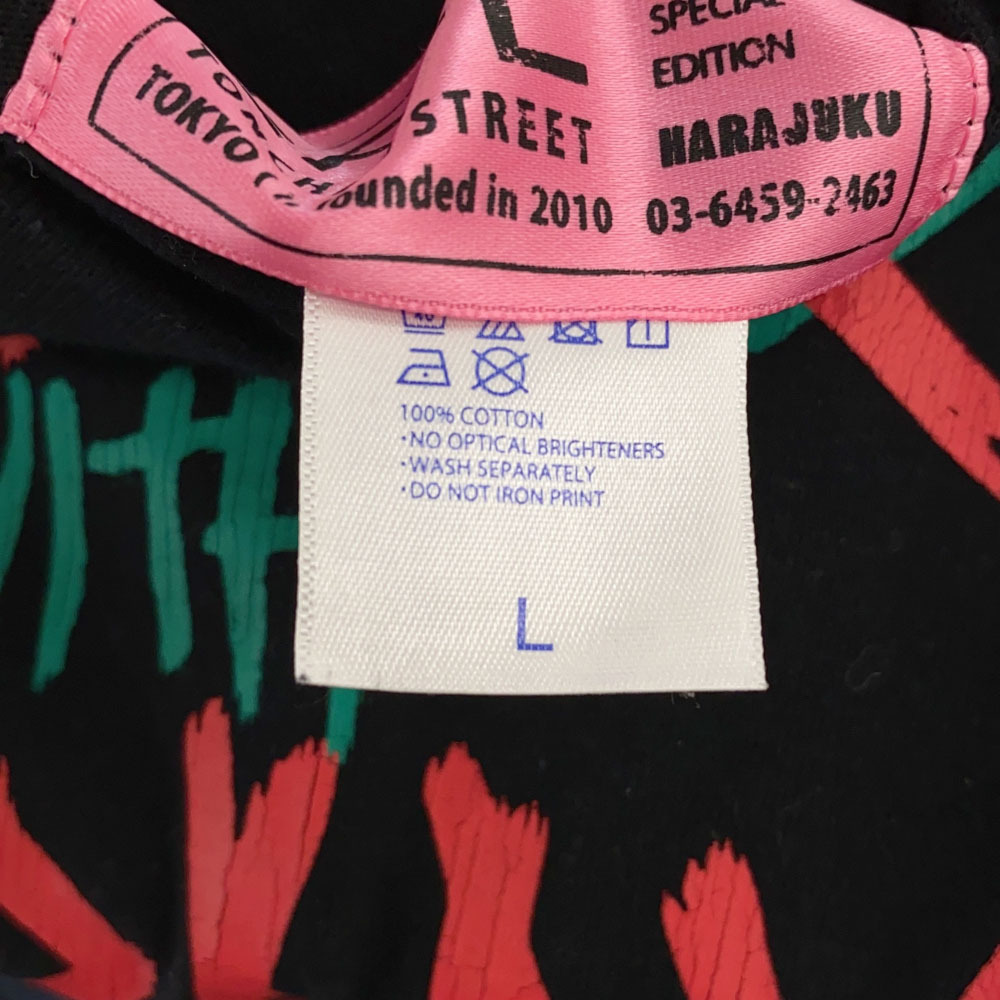 L
SPECIAL
EDITION
STREET
HARAJUKU
TOKYO
founded in 2010
03-6459-2463
100% COTTON
·NO OPTICAL BRIGHTENERS
·WASH SEPARATELY
·DO NOT IRON PRINT
L